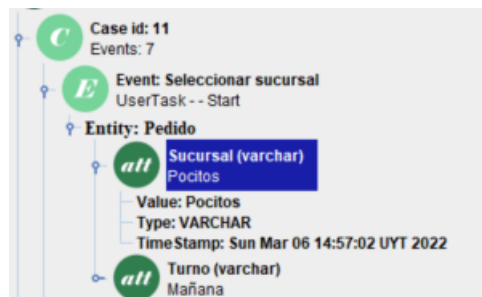 C
Case id: 11
Events: 7
E
Event: Seleccionar sucursal
UserTask - - Start
Entity: Pedido
att
Sucursal (varchar)
Pocitos
Value: Pocitos
Type: VARCHAR
TimeStamp: Sun Mar 06 14:57:02 UYT 2022
att
Turno (varchar)
Mañana